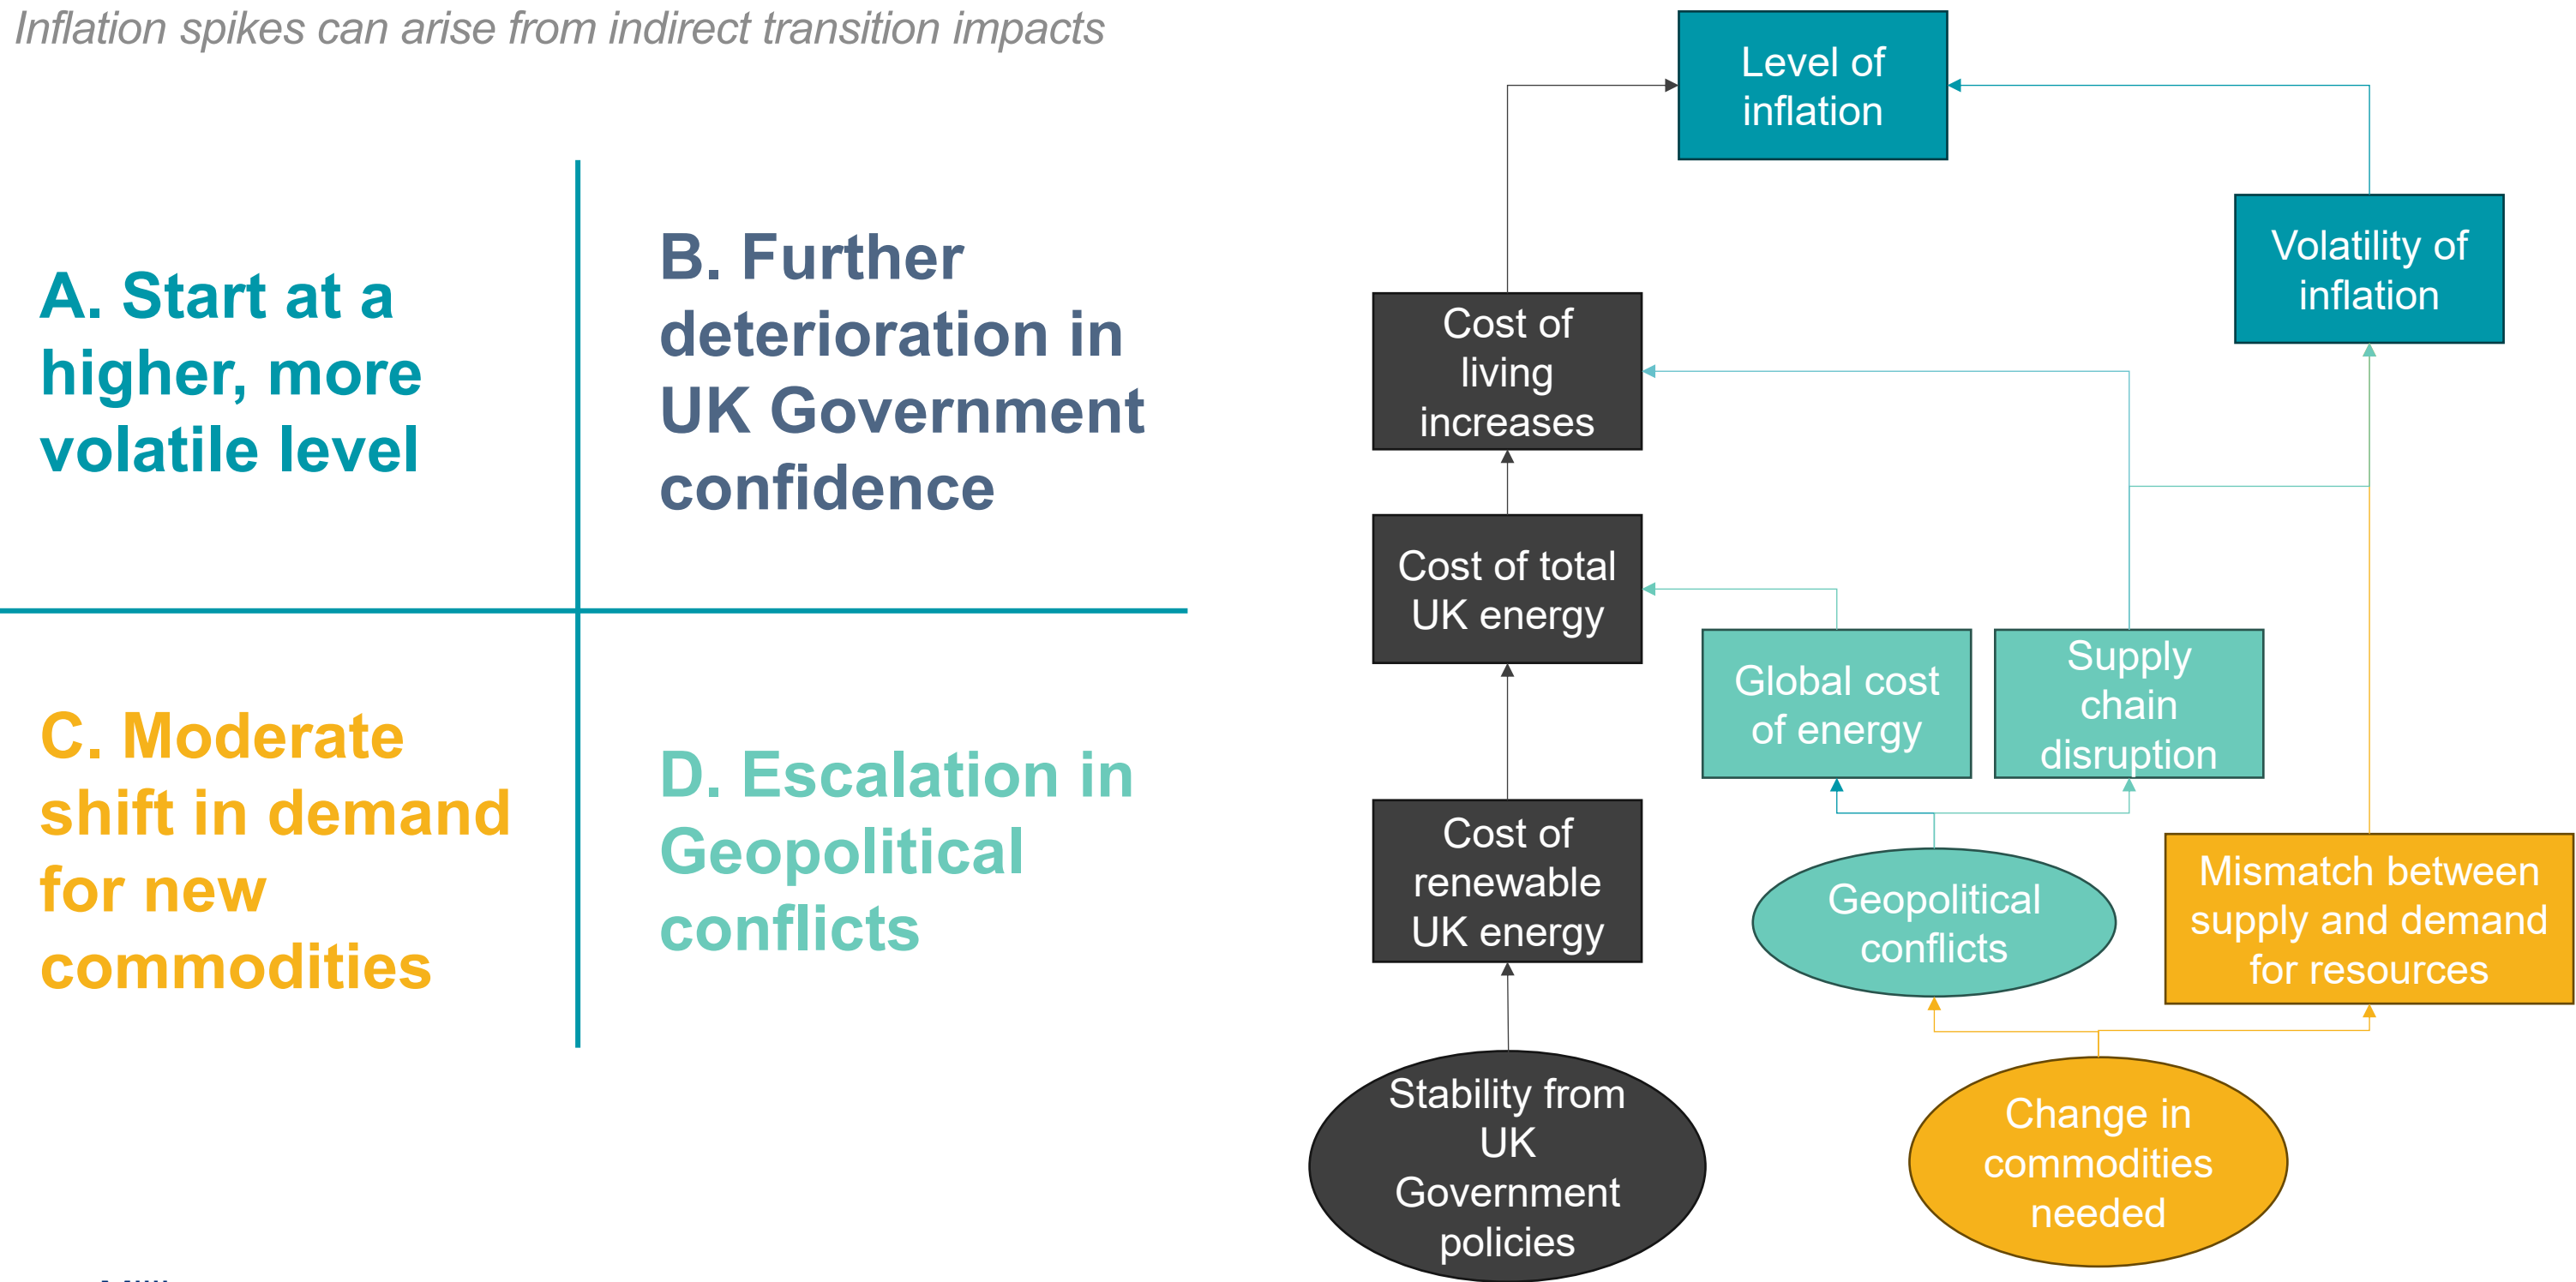 Inflation spikes can arise from indirect transition impacts
A. Start at a
higher, more
volatile level
B. Further
deterioration in
UK Government
confidence
C. Moderate
shift in demand
for new
commodities
D. Escalation in
Geopolitical
conflicts
Level of
inflation
Volatility of
inflation
Cost of
living
increases
Cost of total
UK energy
Global cost
of energy
Supply
chain
disruption
Cost of
renewable
UK energy
Geopolitical
conflicts
Mismatch between
supply and demand
for resources
Stability from
UK
Government
policies
Change in
commodities
needed